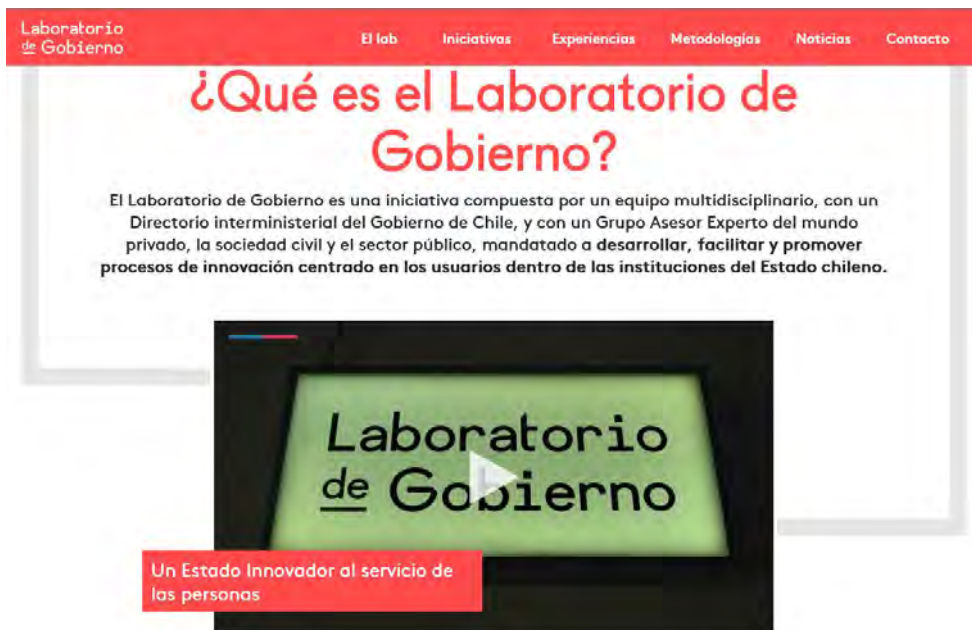 Laboratorio
de Gobierno
El lab Iniciativas Experiencias Metodologías Noticias Contacto
¿Qué es el Laboratorio de
Gobierno?
El Laboratorio de Gobierno es una iniciativa compuesta por un equipo multidisciplinario, con un
Directorio interministerial del Gobierno de Chile, y con un Grupo Asesor Experto del mundo
privado, la sociedad civil y el sector público, mandatado a desarrollar, facilitar y promover
procesos de innovación centrado en los usuarios dentro de las instituciones del Estado chileno.
Laboratorio
de Gobierno
Un Estado Innovador al servicio de
las personas